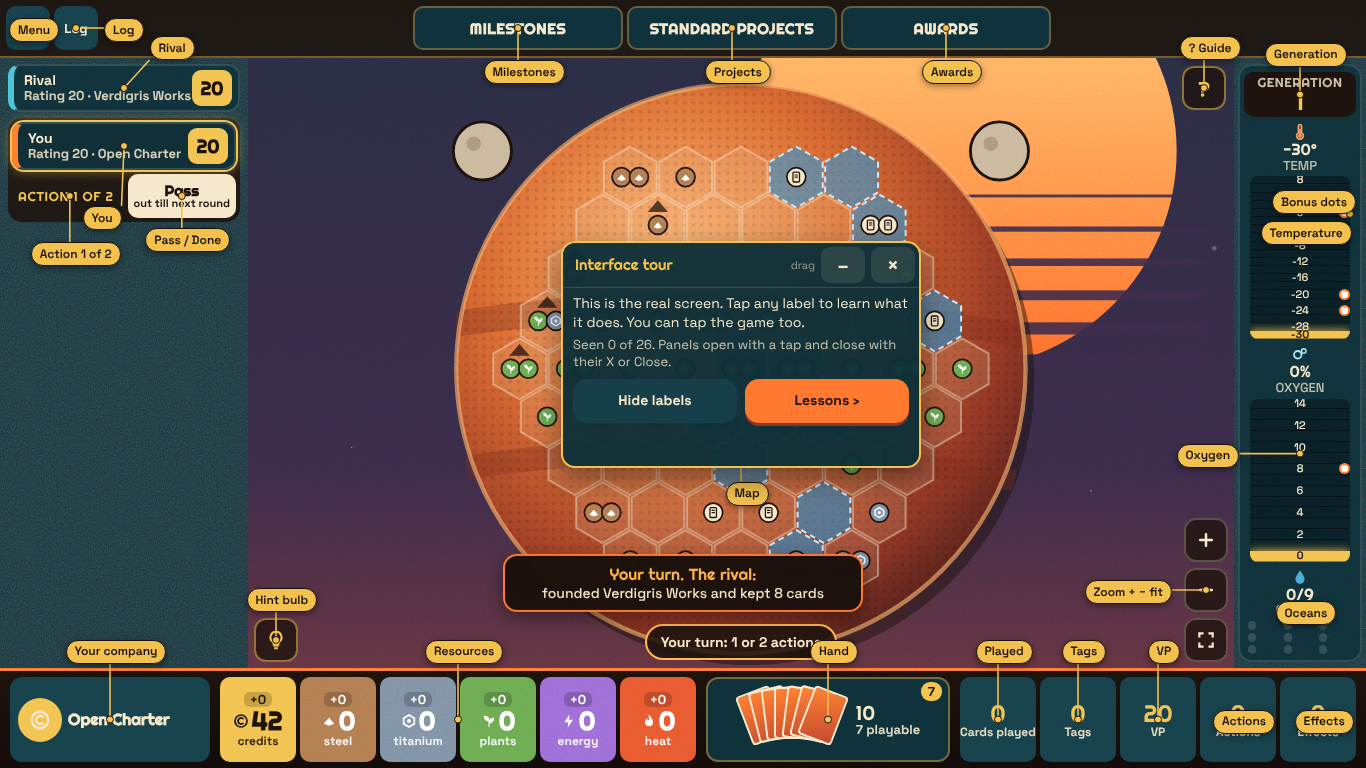 Menu
Log
Log
Rival
MILESTONES
STANDARD PROJECTS
AWARDS
Milestones
Projects
Awards
? Guide
Generation
?
GENERATION
1
Rival
Rating 20 · Verdigris Works
20
You
Rating 20 · Open Charter
20
ACTION 1 OF 2
Pass
out till next round
You
Action 1 of 2
Pass / Done
-30°
TEMP
8
Bonus dots
Temperature
-8
-12
-16
-20
-24
-28
-30
0%
OXYGEN
14
12
10
8
6
4
2
0
Oxygen
0/9
Oceans
Interface tour
drag
–
×
This is the real screen. Tap any label to learn what
it does. You can tap the game too.
Seen 0 of 26. Panels open with a tap and close with
their X or Close.
Hide labels
Lessons >
Map
Your turn. The rival:
founded Verdigris Works and kept 8 cards
Your turn: 1 or 2 actions
+
Zoom + − fit
Hint bulb
Your company
Resources
Hand
Played
Tags
VP
© Open Charter
+0
© 42
credits
+0
0
steel
+0
0
titanium
+0
0
plants
+0
0
energy
+0
0
heat
7
10
7 playable
0
Cards played
0
Tags
20
VP
Actions
Effects